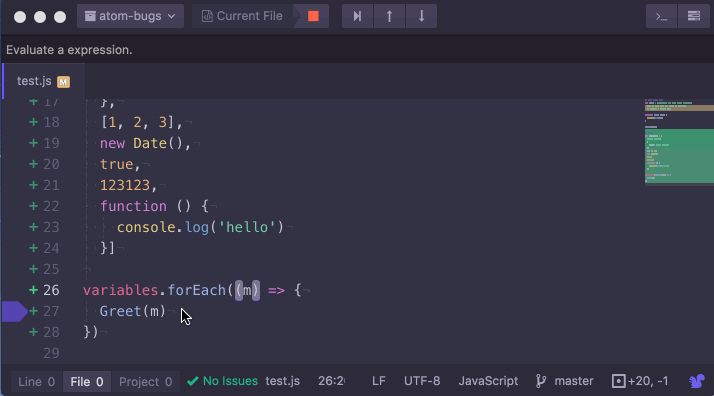 atom-bugs
Current File
Evaluate a expression.
test.js M
+ 17 },
+ 18 [1, 2, 3],
+ 19 new Date(),
+ 20 true,
+ 21 123123,
+ 22 function () {
+ 23 console.log('hello')
+ 24 }]
+ 25
+ 26 variables.forEach((m) => {
+ 27 Greet(m)
+ 28 })
29
Line 0 File 0 Project 0 No Issues test.js 26:2 LF UTF-8 JavaScript master +20, -1